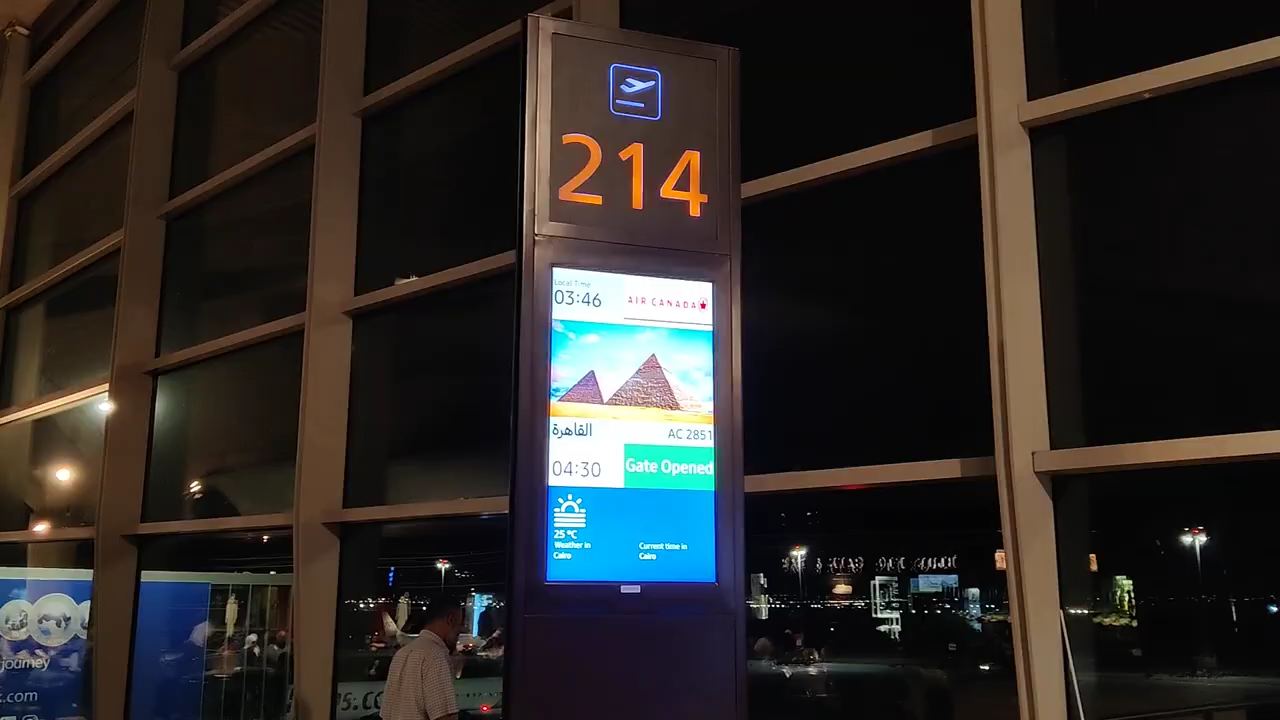 214
Local Time
03:46
AIR CANADA
القاهرة
AC 2851
04:30
Gate Opened
25 °C
Weather in
Cairo
Current time in
Cairo
journey
.com